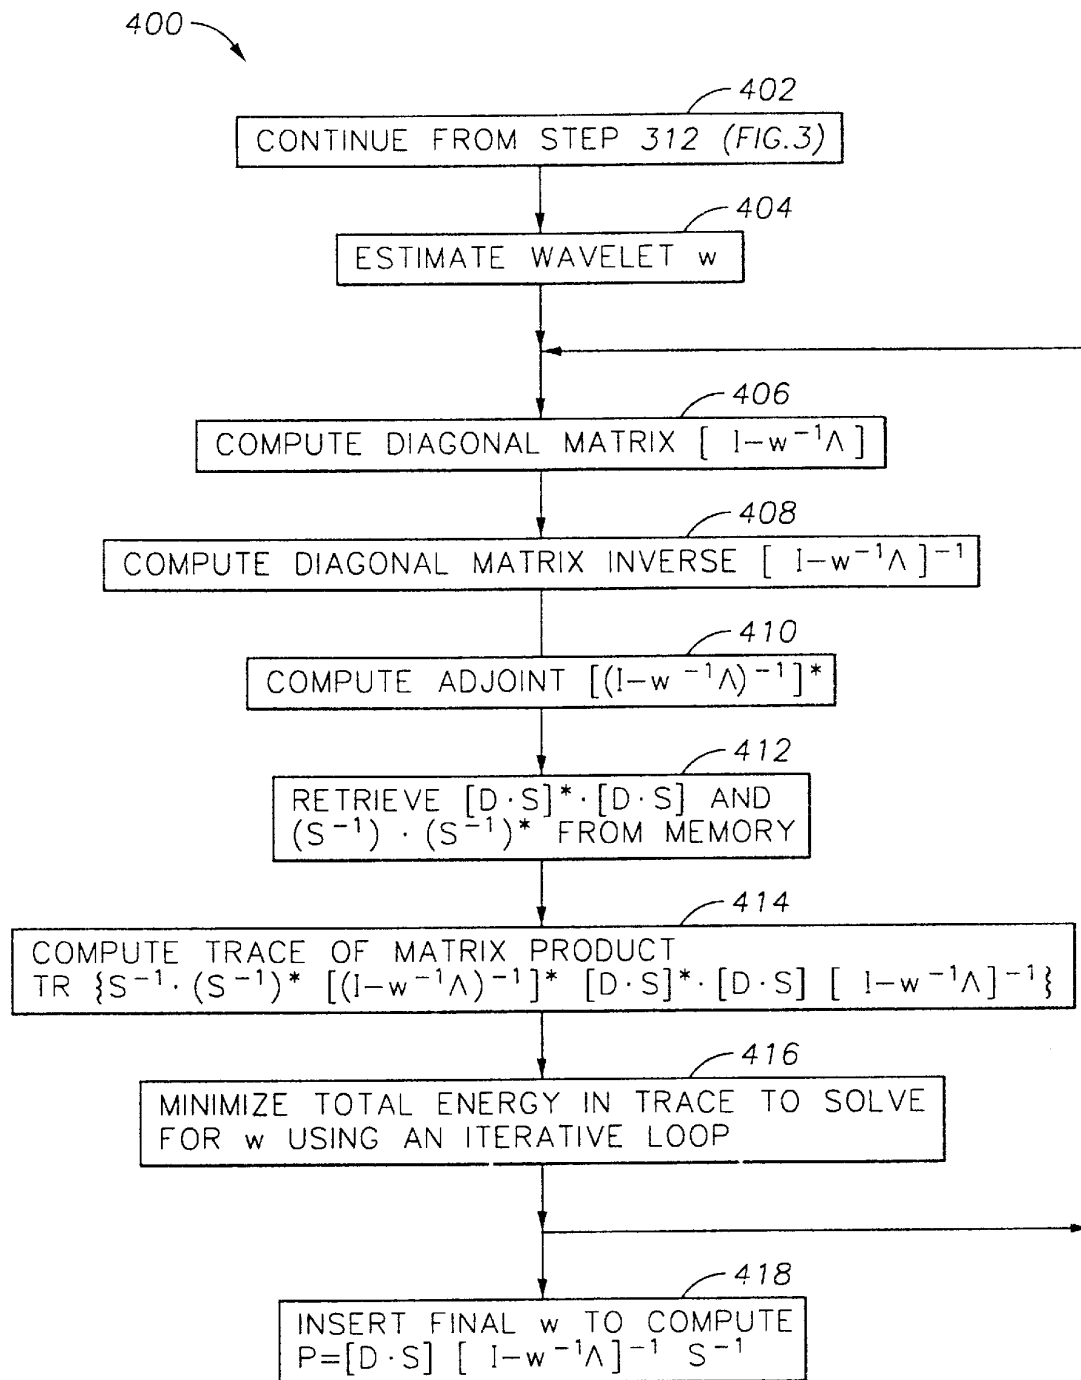 400
402
CONTINUE FROM STEP 312 (FIG.3)
404
ESTIMATE WAVELET w
406
COMPUTE DIAGONAL MATRIX [ I−w⁻¹Λ]
408
COMPUTE DIAGONAL MATRIX INVERSE [ I−w⁻¹Λ ]⁻¹
410
COMPUTE ADJOINT [(I−w⁻¹Λ)⁻¹]*
412
RETRIEVE [D·S]*·[D·S] AND
(S⁻¹) · (S⁻¹)* FROM MEMORY
414
COMPUTE TRACE OF MATRIX PRODUCT
TR {S⁻¹· (S⁻¹)* [(I−w⁻¹Λ)⁻¹]* [D·S]*·[D·S] [ I−w⁻¹Λ]⁻¹}
416
MINIMIZE TOTAL ENERGY IN TRACE TO SOLVE
FOR w USING AN ITERATIVE LOOP
418
INSERT FINAL w TO COMPUTE
P=[D·S] [ I−w⁻¹Λ]⁻¹ S⁻¹